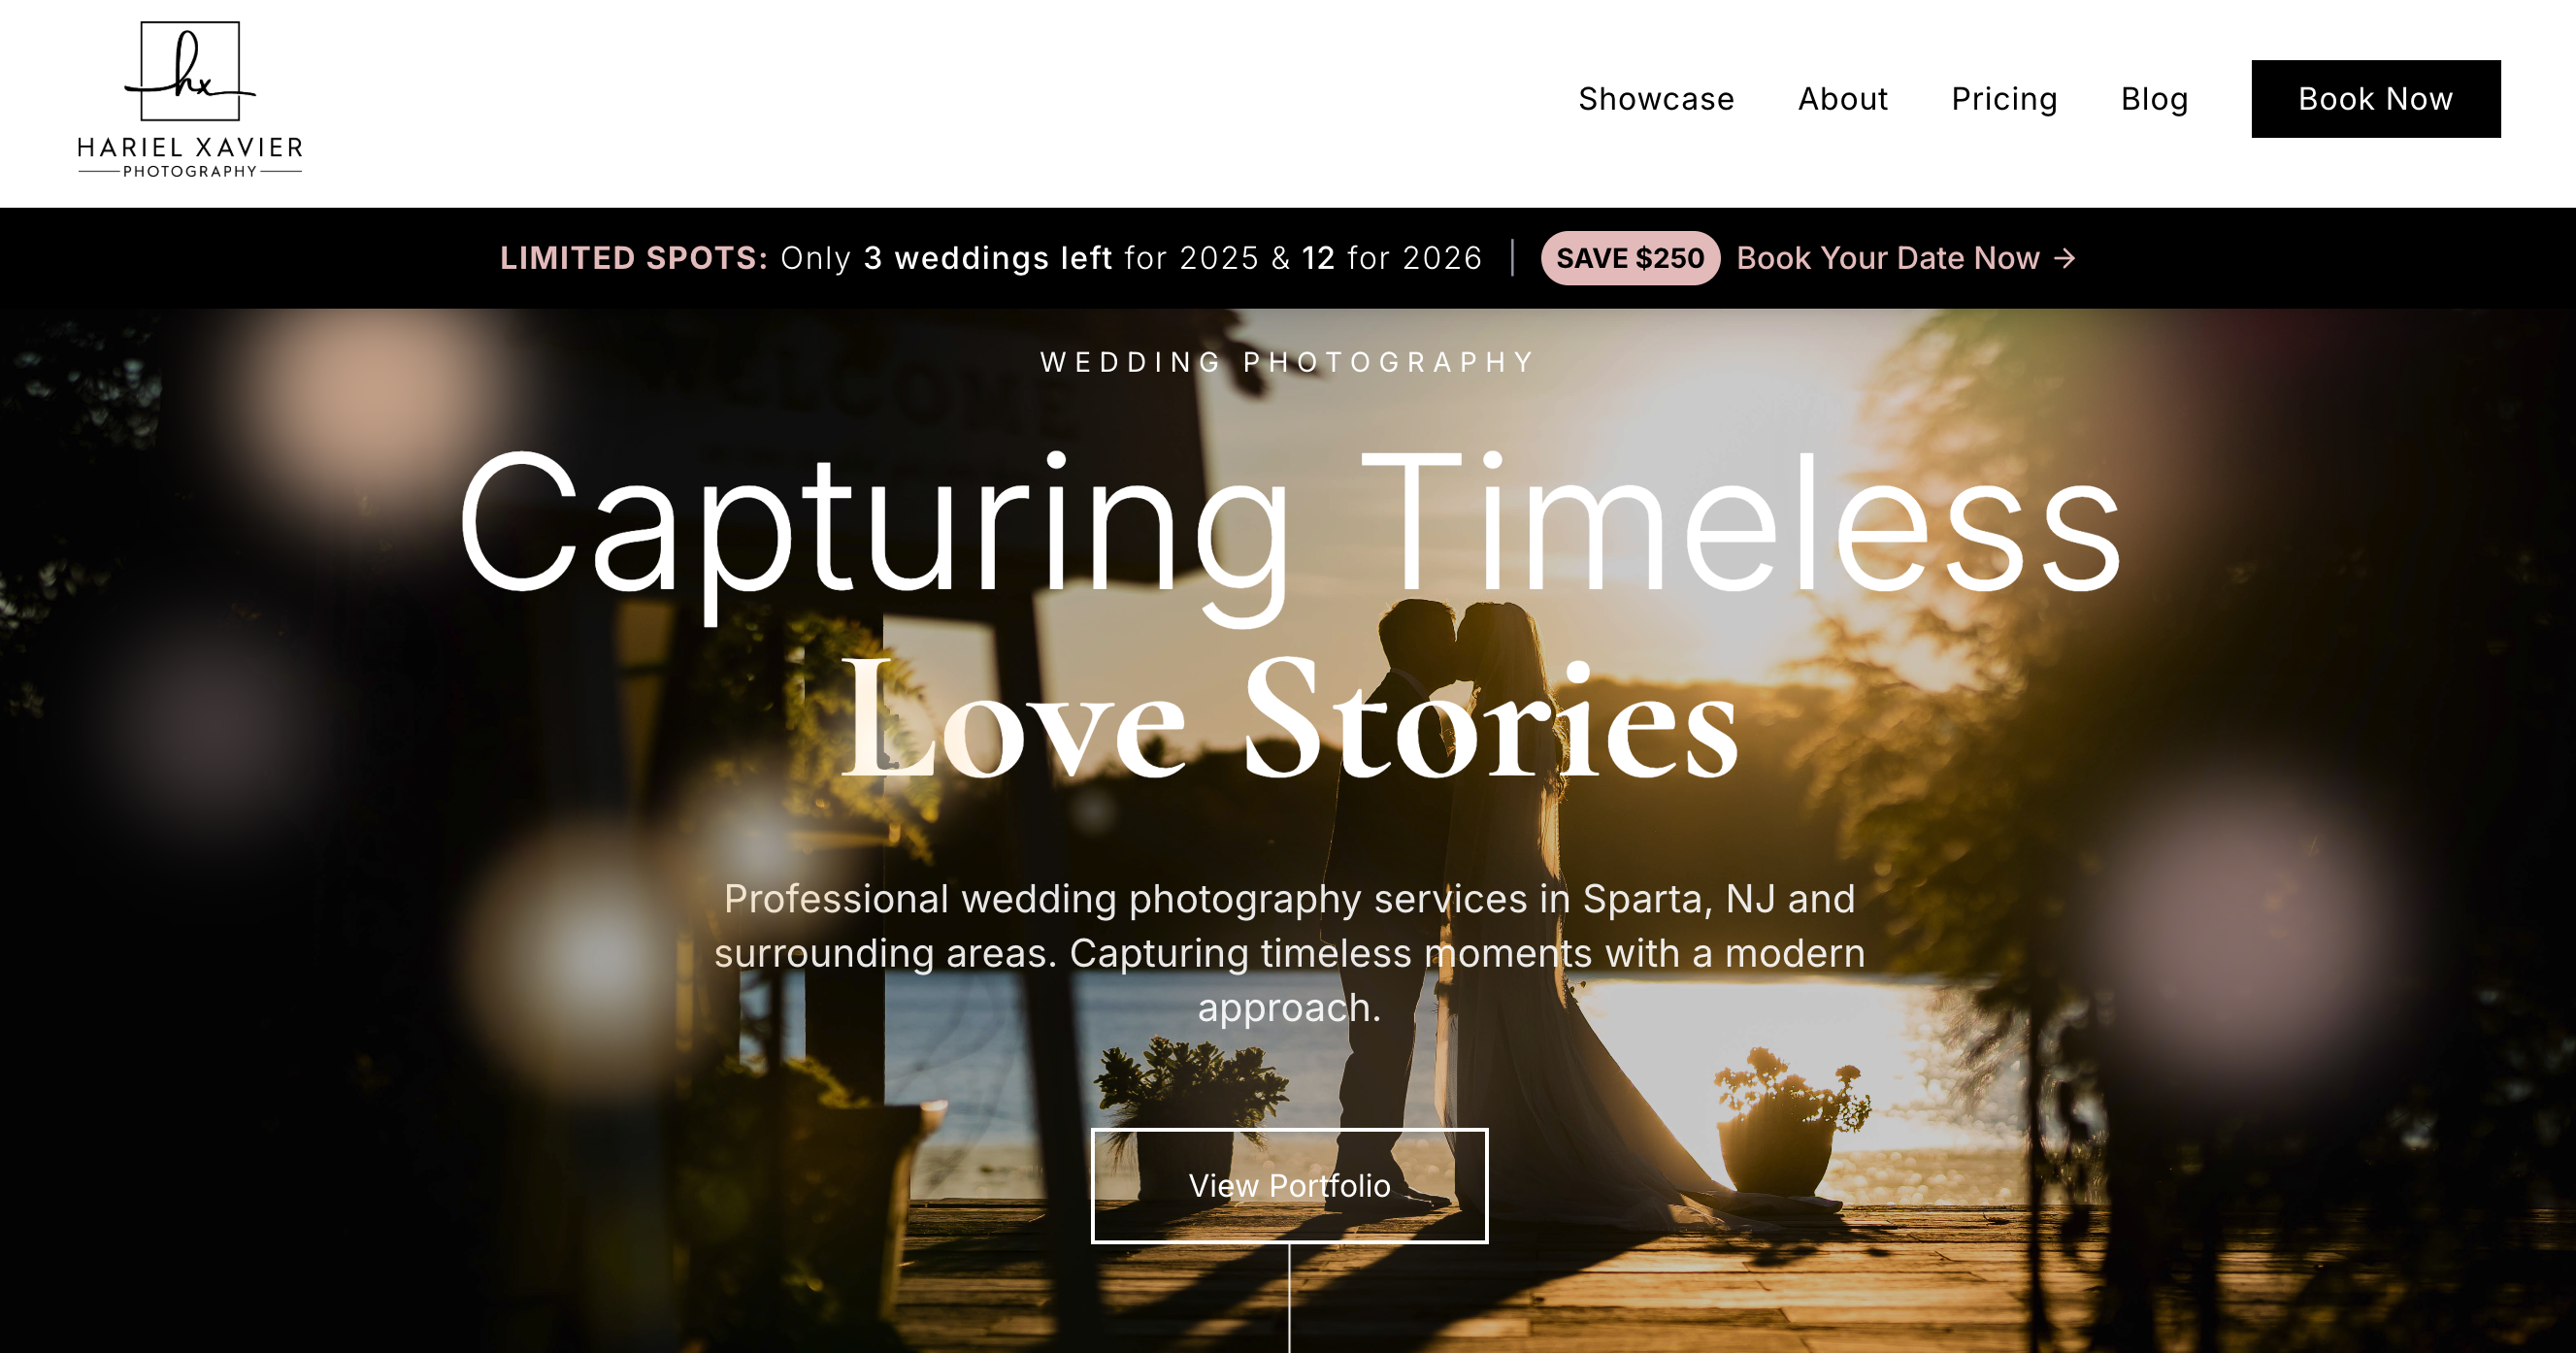 hx
HARIEL XAVIER
PHOTOGRAPHY
Showcase About Pricing Blog Book Now
LIMITED SPOTS: Only 3 weddings left for 2025 & 12 for 2026 | SAVE $250 Book Your Date Now →
WELCOME
WEDDING PHOTOGRAPHY
Capturing Timeless
Love Stories
Professional wedding photography services in Sparta, NJ and
surrounding areas. Capturing timeless moments with a modern
approach.
View Portfolio